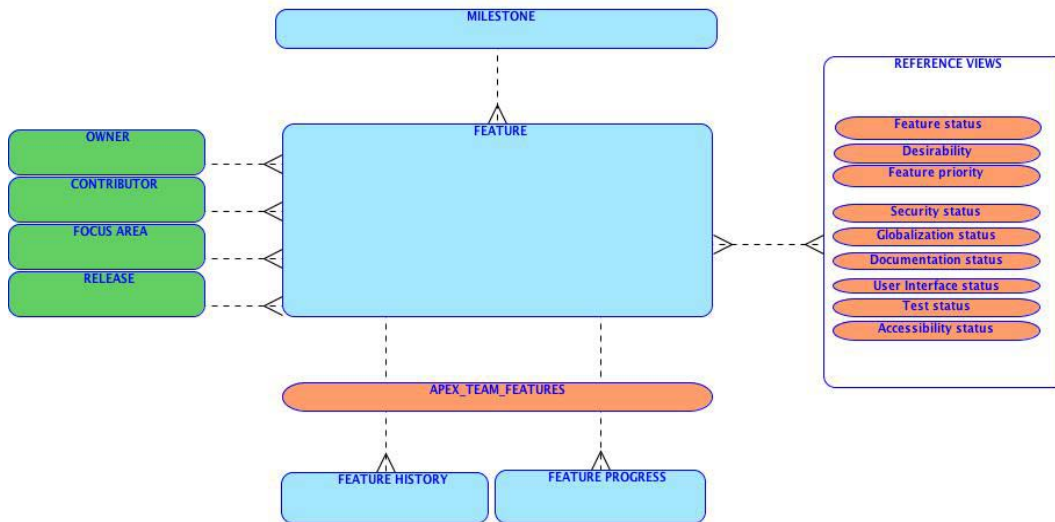 MILESTONE
REFERENCE VIEWS
FEATURE
OWNER
CONTRIBUTOR
FOCUS AREA
RELEASE
Feature status
Desirability
Feature priority
Security status
Globalization status
Documentation status
User Interface status
Test status
Accessibility status
APEX_TEAM_FEATURES
FEATURE HISTORY
FEATURE PROGRESS